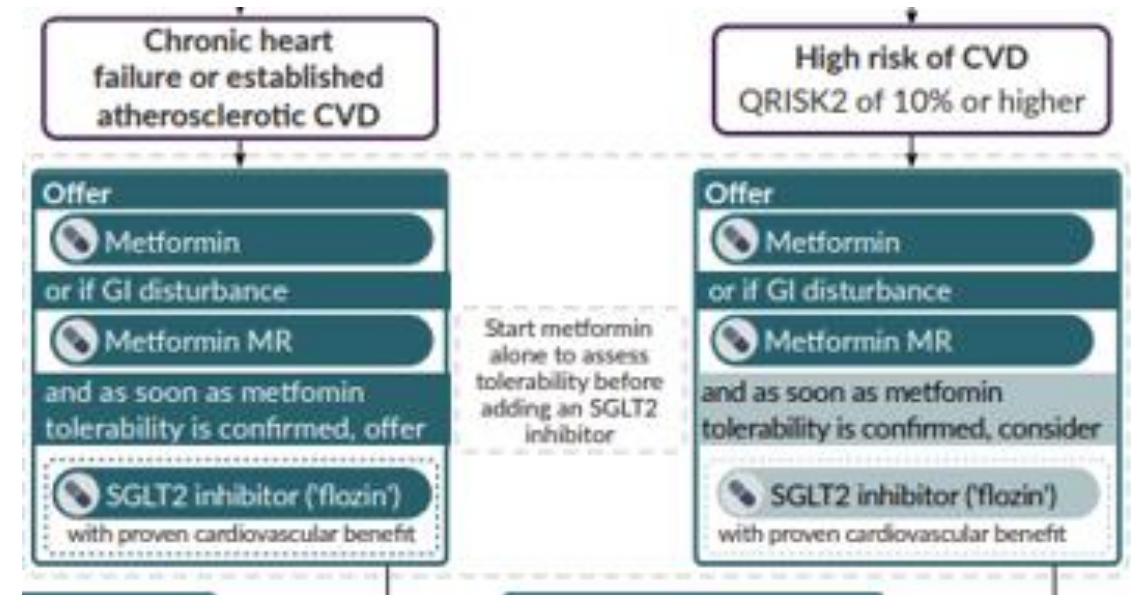 Chronic heart
failure or established
atherosclerotic CVD
Offer
Metformin
or if GI disturbance
Metformin MR
and as soon as metfomin
tolerability is confirmed, offer
SGLT2 inhibitor ('flozin')
with proven cardiovascular benefit
Start metformin
alone to assess
tolerability before
adding an SGLT2
inhibitor
High risk of CVD
QRISK2 of 10% or higher
Offer
Metformin
or if GI disturbance
Metformin MR
and as soon as metfomin
tolerability is confirmed, consider
SGLT2 inhibitor ('flozin')
with proven cardiovascular benefit